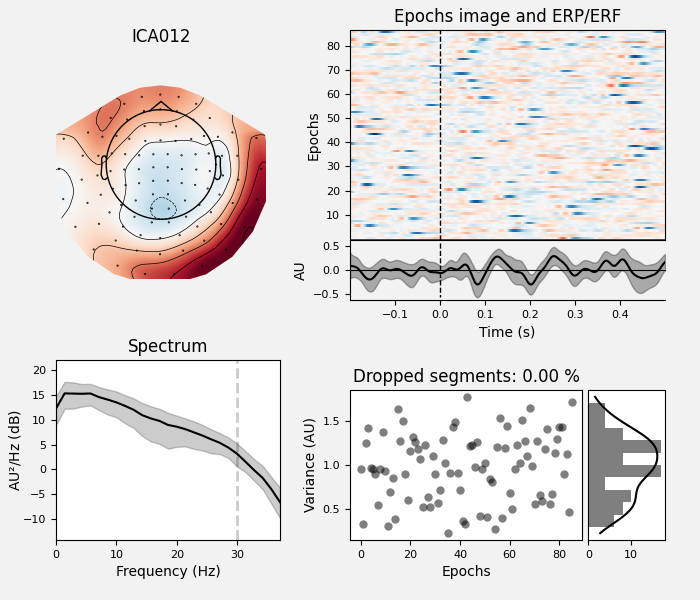 ICA012
Epochs image and ERP/ERF
80
70
60
50
40
30
20
10
Epochs
0.5
0.0
−0.5
AU
−0.1 0.0 0.1 0.2 0.3 0.4
Time (s)
Spectrum
20
15
10
5
0
−5
−10
AU²/Hz (dB)
0 10 20 30
Frequency (Hz)
Dropped segments: 0.00 %
1.5
1.0
0.5
Variance (AU)
0 20 40 60 80
Epochs
0 10